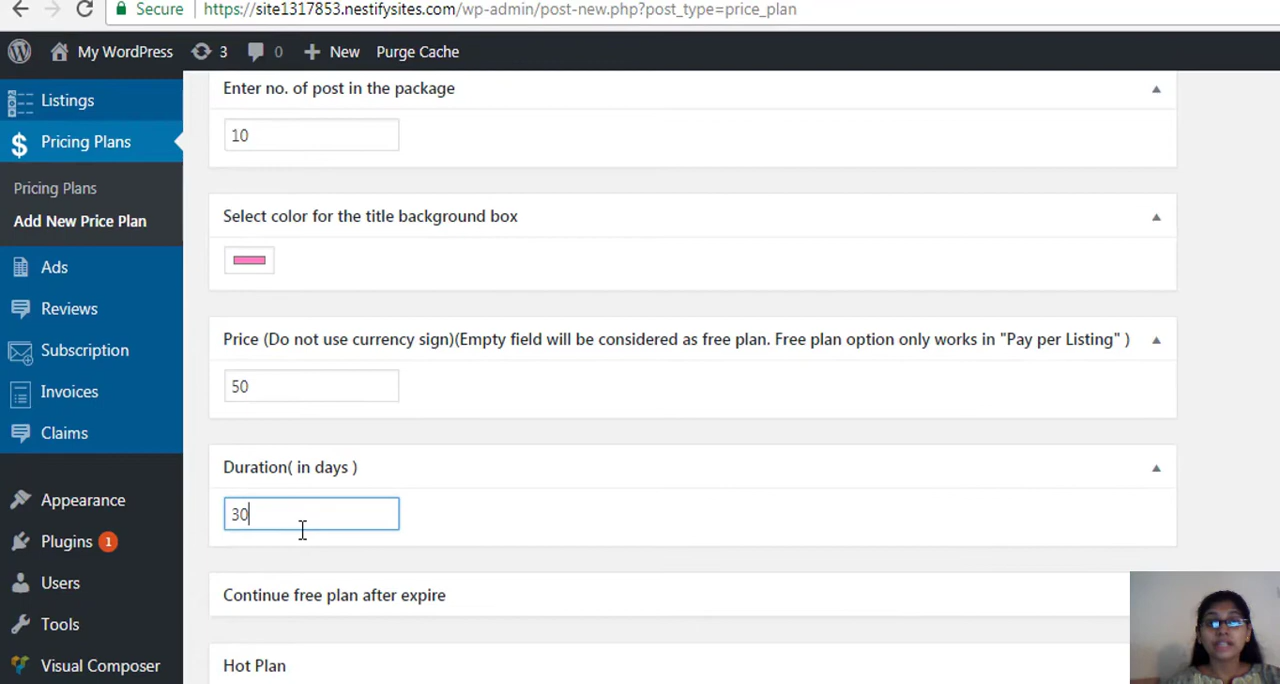 Secure https://site1317853.nestifysites.com/wp-admin/post-new.php?post_type=price_plan
My WordPress 3 0 New Purge Cache
Listings
Pricing Plans
Pricing Plans
Add New Price Plan
Ads
Reviews
Subscription
Invoices
Claims
Appearance
Plugins 1
Users
Tools
Visual Composer
Enter no. of post in the package
10
Select color for the title background box
Price (Do not use currency sign)(Empty field will be considered as free plan. Free plan option only works in "Pay per Listing" )
50
Duration( in days )
30
Continue free plan after expire
Hot Plan